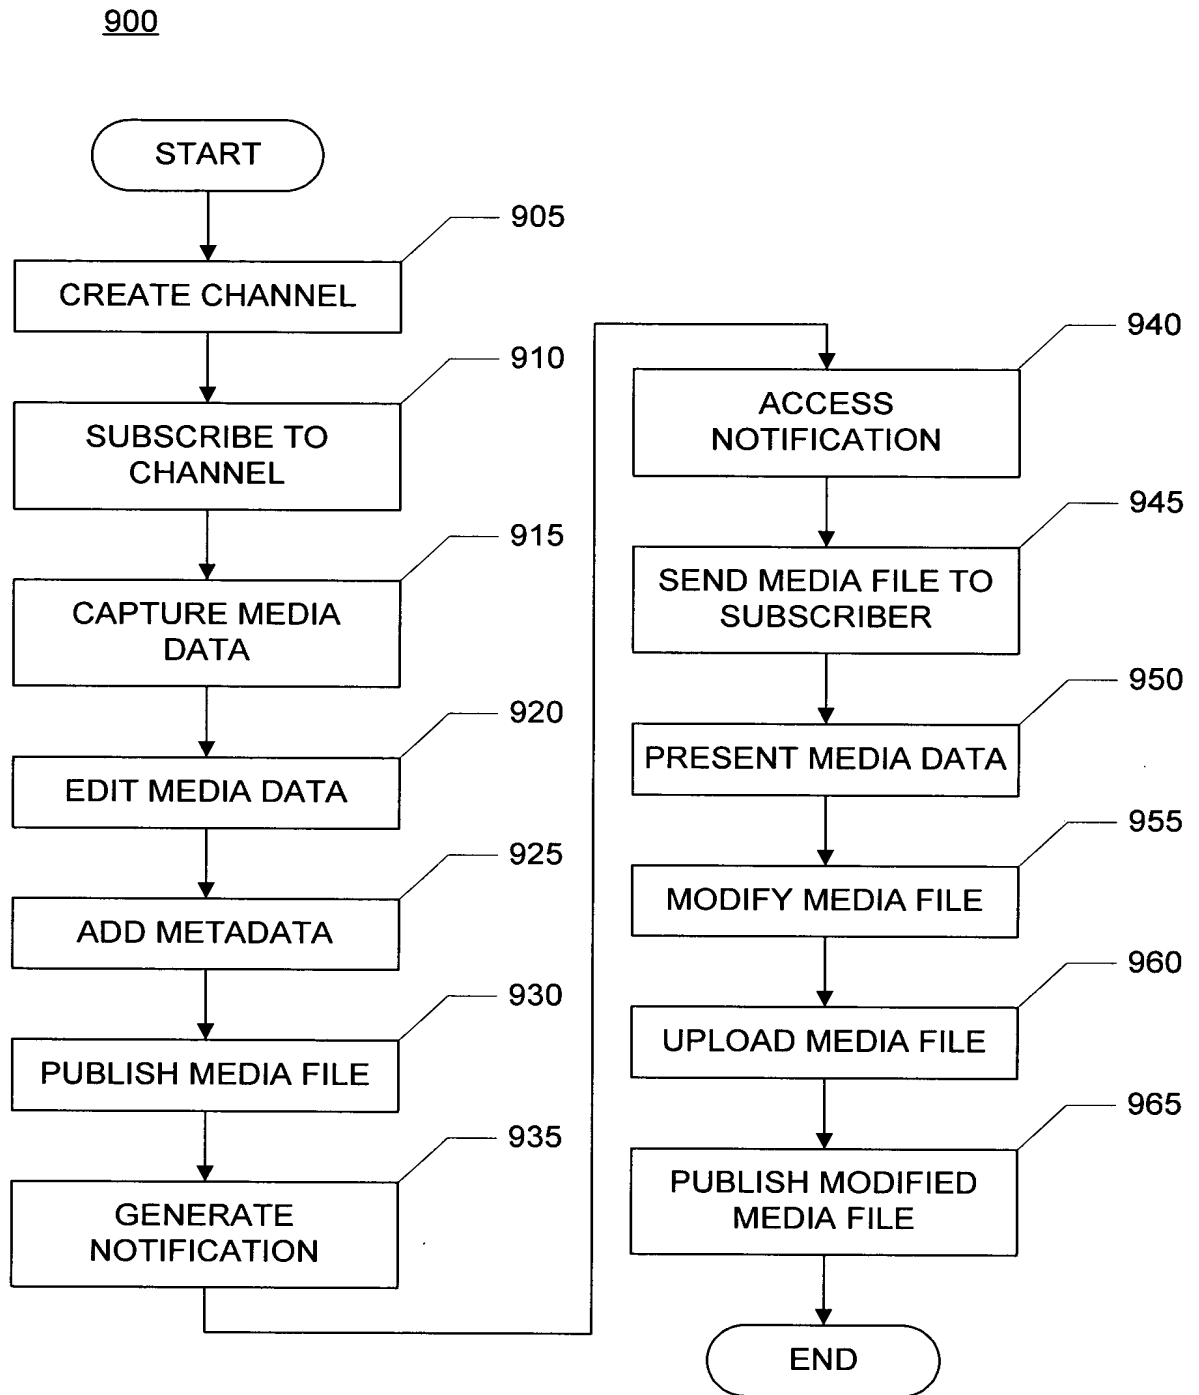 900
START
905
CREATE CHANNEL
910
SUBSCRIBE TO
CHANNEL
915
CAPTURE MEDIA
DATA
920
EDIT MEDIA DATA
925
ADD METADATA
930
PUBLISH MEDIA FILE
935
GENERATE
NOTIFICATION
940
ACCESS
NOTIFICATION
945
SEND MEDIA FILE TO
SUBSCRIBER
950
PRESENT MEDIA DATA
955
MODIFY MEDIA FILE
960
UPLOAD MEDIA FILE
965
PUBLISH MODIFIED
MEDIA FILE
END